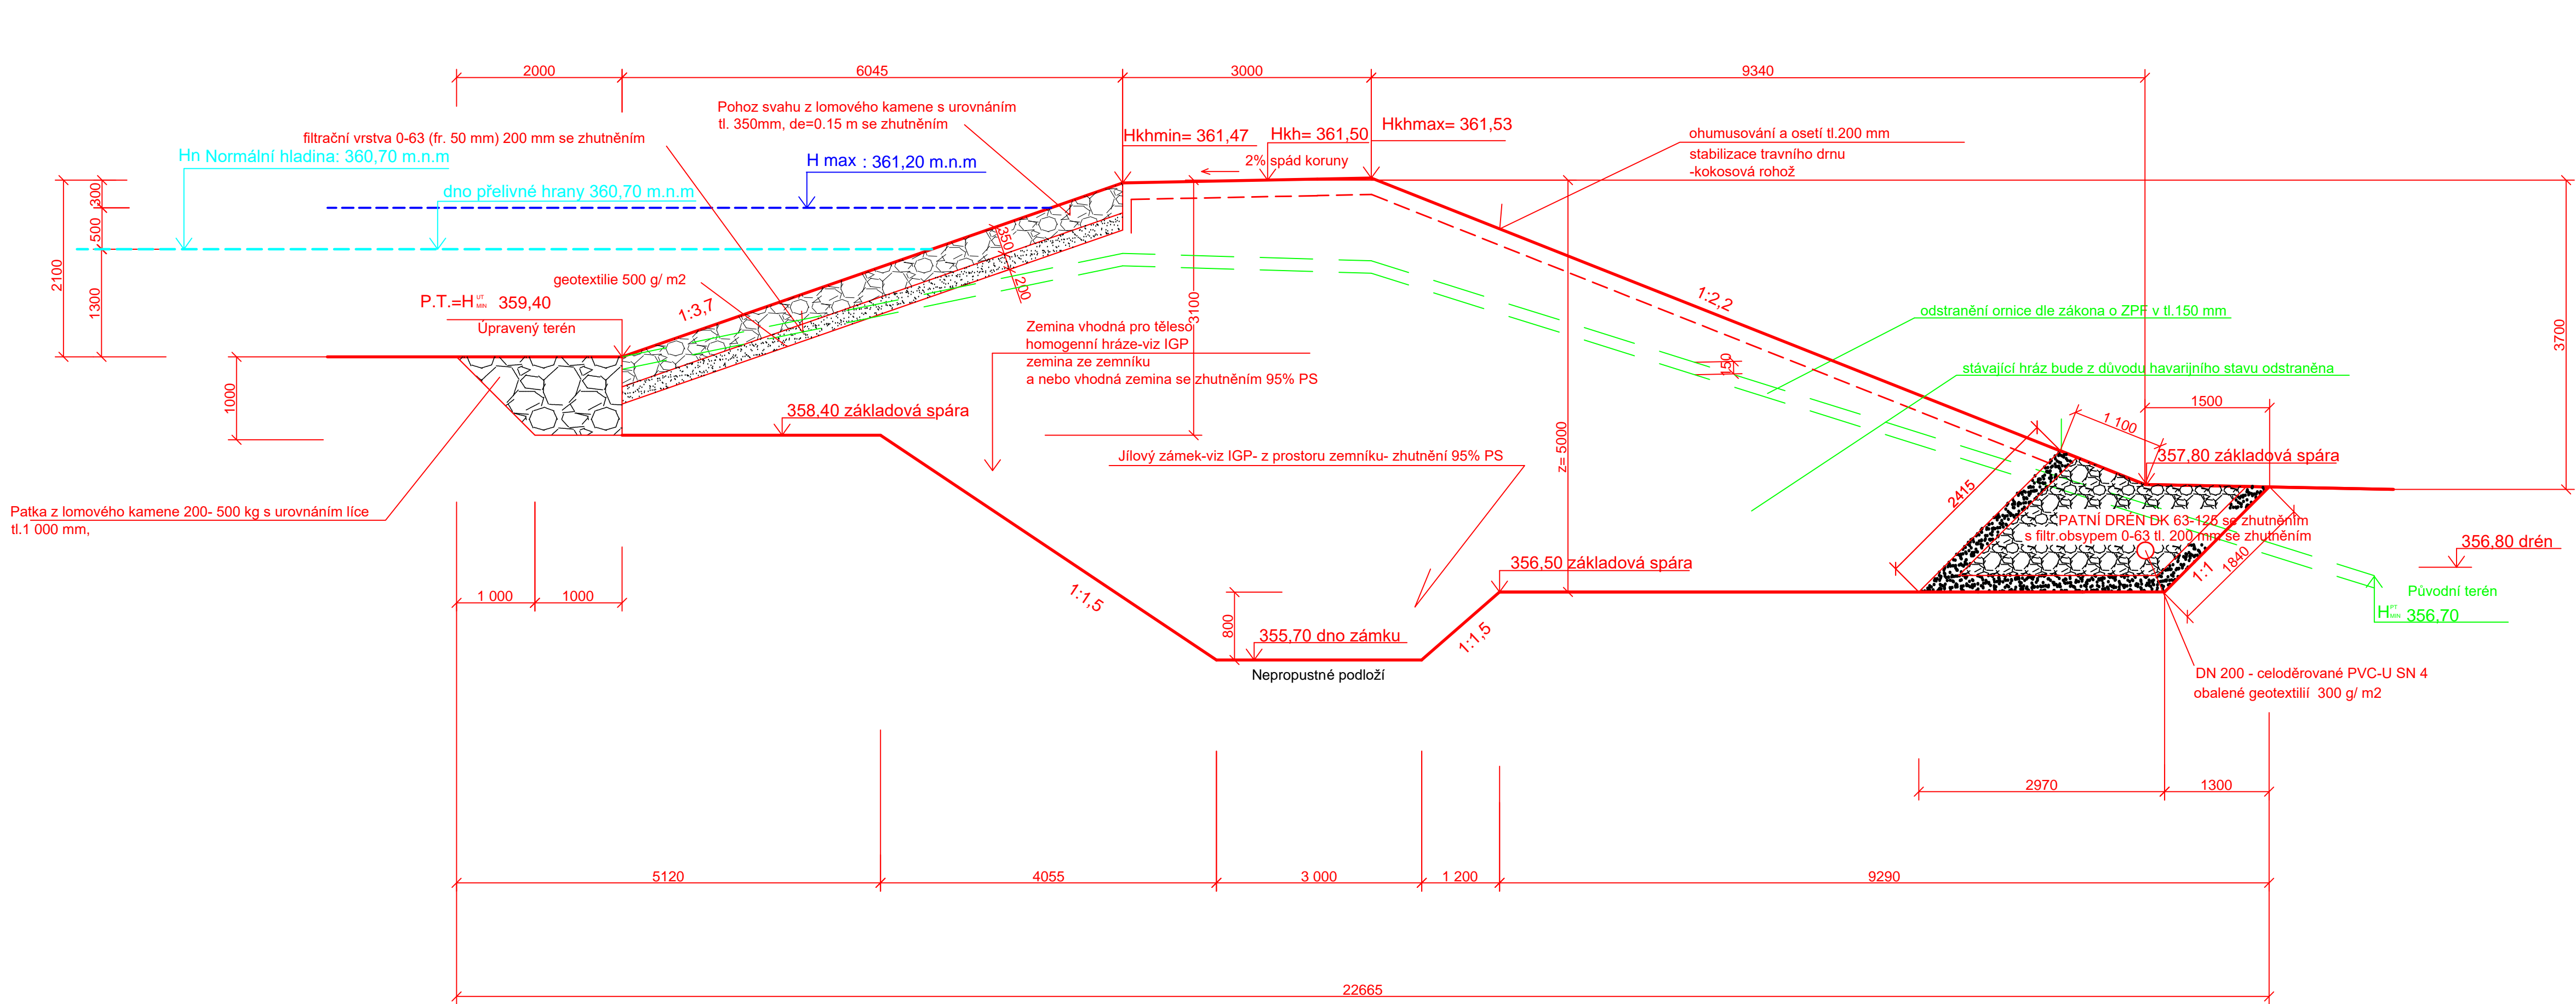 2000
6045
3000
9340
Pohoz svahu z lomového kamene s urovnáním
tl. 350mm, de=0.15 m se zhutněním
filtrační vrstva 0-63 (fr. 50 mm) 200 mm se zhutněním
Hn Normální hladina: 360,70 m.n.m
H max : 361,20 m.n.m
dno přelivné hrany 360,70 m.n.m
Hkhmin= 361,47
Hkh= 361,50
Hkhmax= 361,53
2% spád koruny
ohumusování a osetí tl.200 mm
stabilizace travního drnu
-kokosová rohož
300
500
1300
2100
1000
geotextilie 500 g/ m2
P.T.=H UT MIN 359,40
Úpravený terén
1:3,7
350
200
3100
Zemina vhodná pro těleso
homogenní hráze-viz IGP
zemina ze zemníku
a nebo vhodná zemina se zhutněním 95% PS
358,40 základová spára
Jílový zámek-viz IGP- z prostoru zemníku- zhutnění 95% PS
z= 5000
1:2,2
150
odstranění ornice dle zákona o ZPF v tl.150 mm
stávající hráz bude z důvodu havarijního stavu odstraněna
3700
1 100
1500
357,80 základová spára
2415
PATNÍ DRÉN DK 63-125 se zhutněním
s filtr.obsypem 0-63 tl. 200 mm se zhutněním
356,80 drén
1:1
1840
Původní terén
H PT MIN 356,70
Patka z lomového kamene 200- 500 kg s urovnáním líce
tl.1 000 mm,
1 000
1000
1:1,5
800
355,70 dno zámku
Nepropustné podloží
1:1,5
356,50 základová spára
DN 200 - celoděrované PVC-U SN 4
obalené geotextilií 300 g/ m2
2970
1300
5120
4055
3 000
1 200
9290
22665